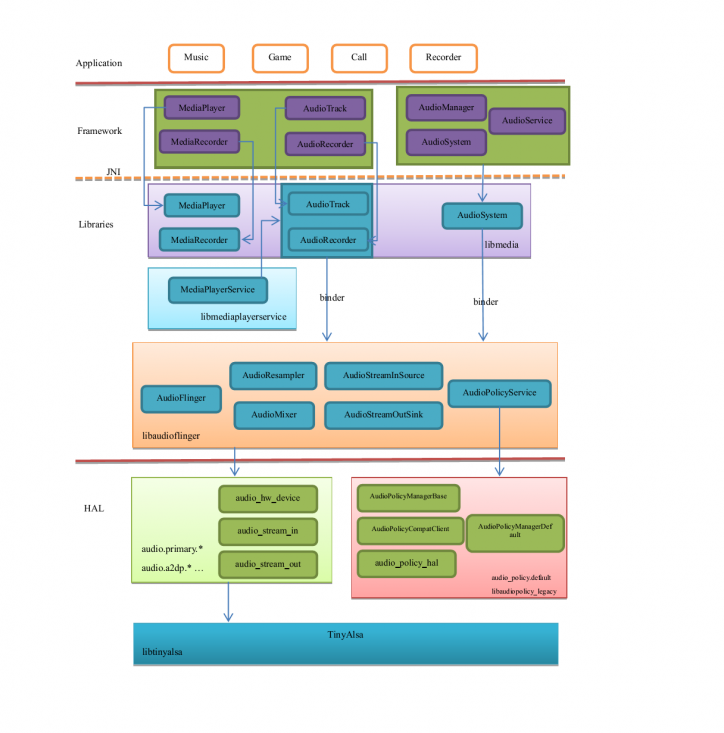 Application
Music
Game
Call
Recorder
Framework
MediaPlayer
AudioTrack
MediaRecorder
AudioRecorder
AudioManager
AudioService
AudioSystem
JNI
Libraries
MediaPlayer
AudioTrack
AudioSystem
MediaRecorder
AudioRecorder
libmedia
MediaPlayerService
libmediaplayerservice
binder
binder
AudioResampler
AudioStreamInSource
AudioFlinger
AudioPolicyService
AudioMixer
AudioStreamOutSink
libaudioflinger
HAL
audio_hw_device
audio_stream_in
audio_stream_out
audio.primary.*
audio.a2dp.* …
AudioPolicyManagerBase
AudioPolicyCompatClient
AudioPolicyManagerDef
ault
audio_policy_hal
audio_policy.default
libaudiopolicy_legacy
TinyAlsa
libtinyalsa